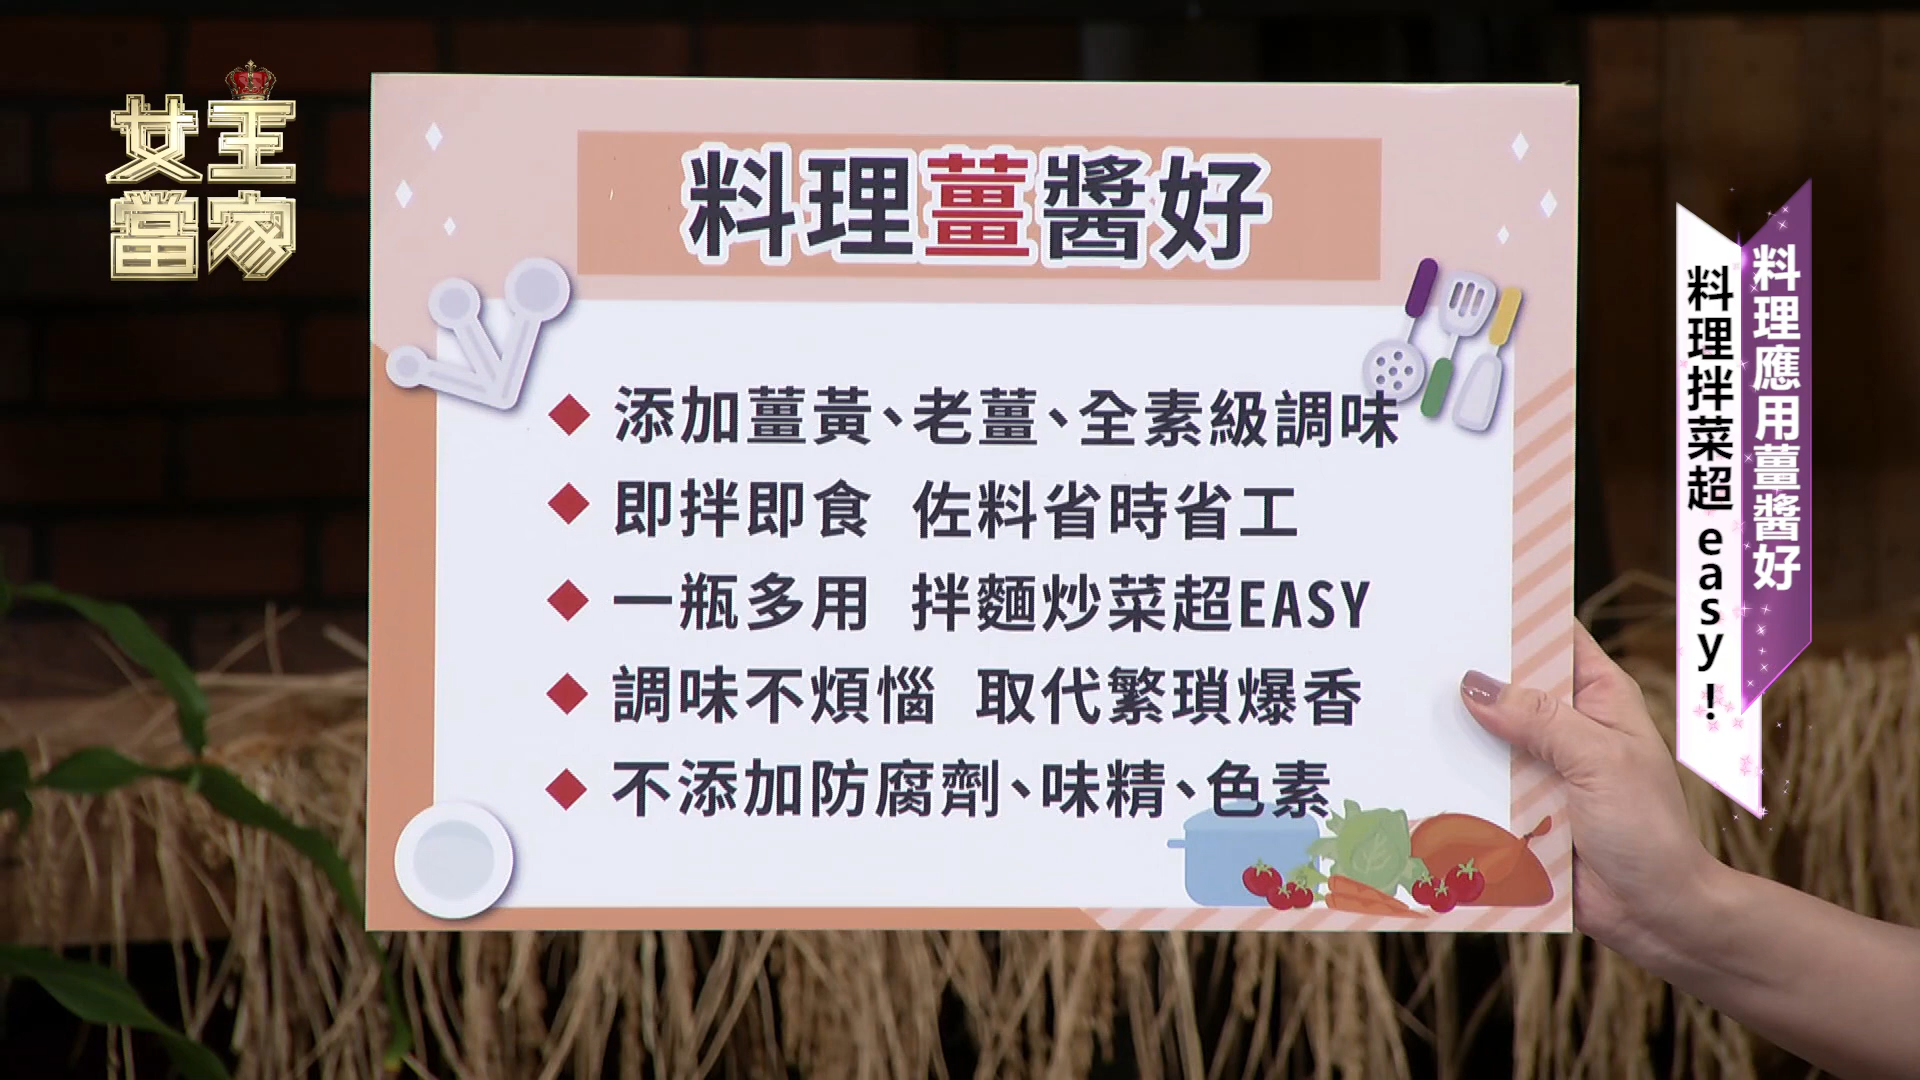 女王
當家
料理薑醬好
添加薑黃、老薑、全素級調味
即拌即食 佐料省時省工
一瓶多用 拌麵炒菜超EASY
調味不煩惱 取代繁瑣爆香
不添加防腐劑、味精、色素
料理應用薑醬好
料理拌菜超easy！